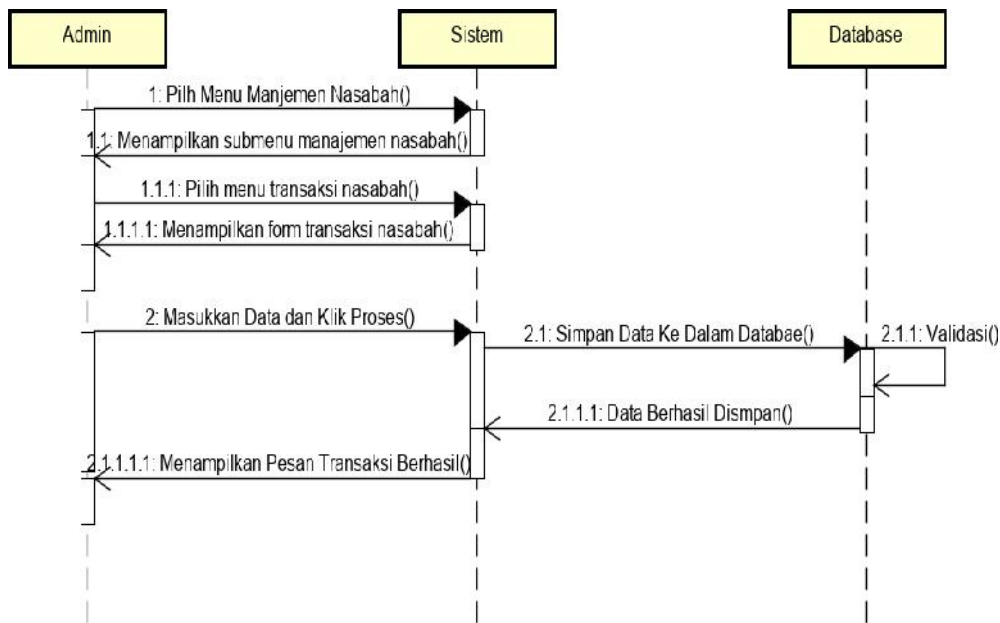 Admin
Sistem
Database
1: Pilh Menu Manjemen Nasabah()
1.1: Menampilkan submenu manajemen nasabah()
1.1.1: Pilih menu transaksi nasabah()
1.1.1.1: Menampilkan form transaksi nasabah()
2: Masukkan Data dan Klik Proses()
2.1: Simpan Data Ke Dalam Databae()
2.1.1: Validasi()
2.1.1.1: Data Berhasil Dismpan()
2.1.1.1.1: Menampilkan Pesan Transaksi Berhasil()